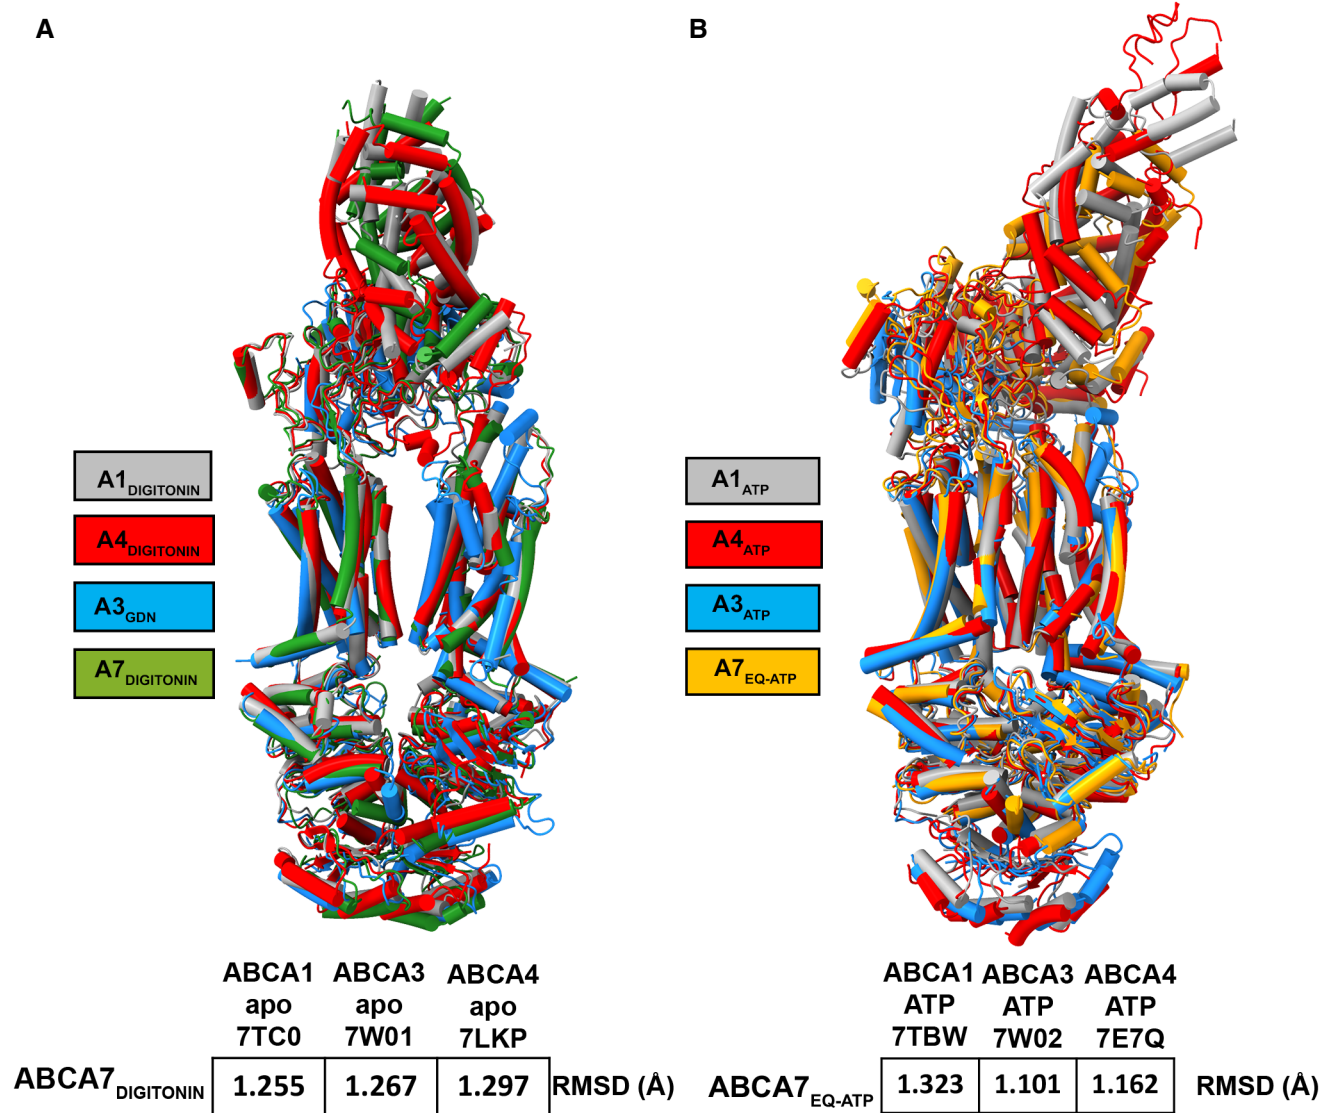 A
B
A1DIGITONIN
A4DIGITONIN
A3GDN
A7DIGITONIN
A1ATP
A4ATP
A3ATP
A7EQ-ATP
ABCA1 ABCA3 ABCA4
apo apo apo
7TC0 7W01 7LKP
ABCA7DIGITONIN 1.255 1.267 1.297 RMSD (Å)
ABCA1 ABCA3 ABCA4
ATP ATP ATP
7TBW 7W02 7E7Q
ABCA7EQ-ATP 1.323 1.101 1.162 RMSD (Å)